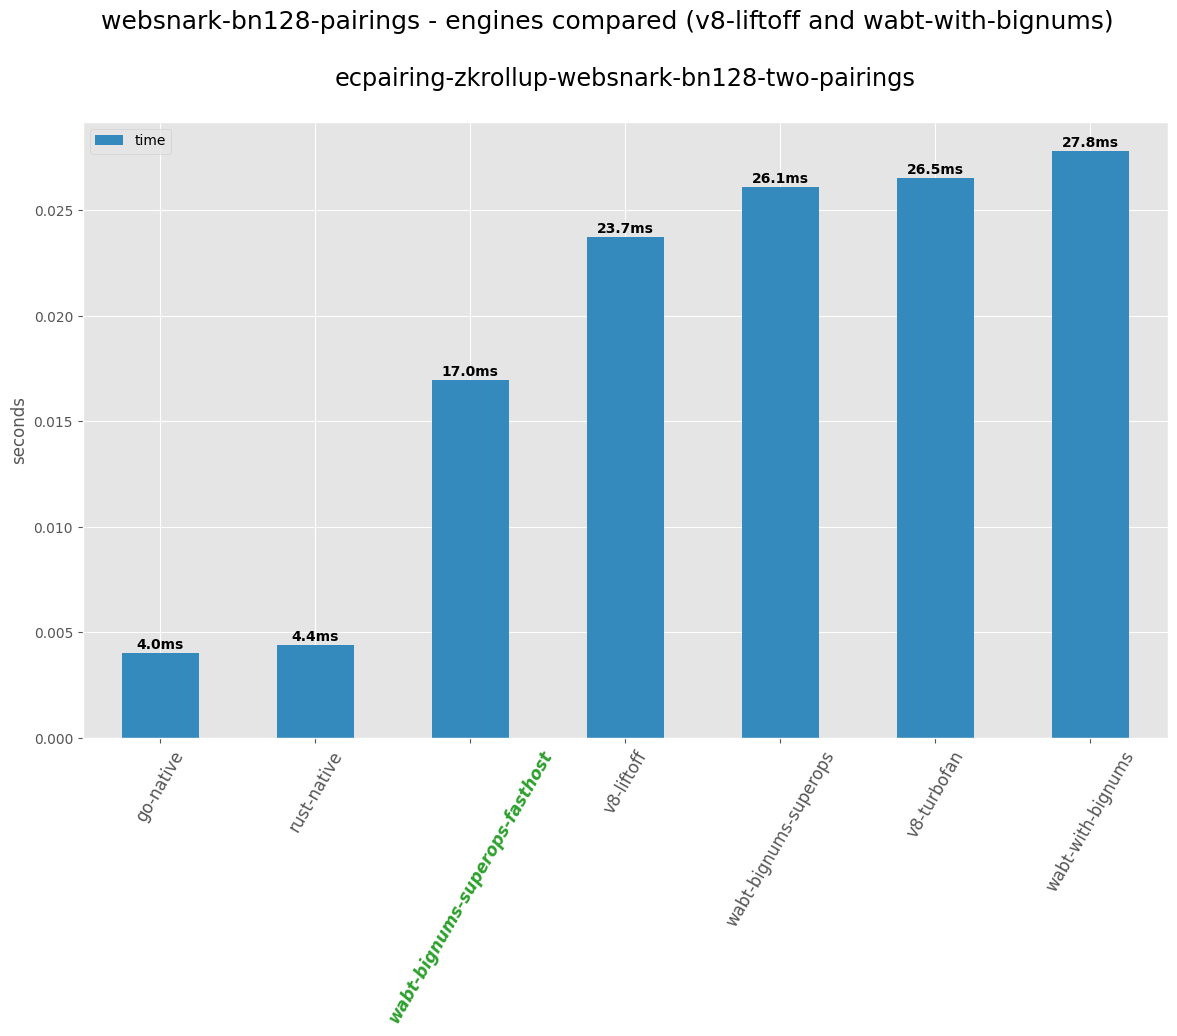 websnark-bn128-pairings - engines compared (v8-liftoff and wabt-with-bignums)
ecpairing-zkrollup-websnark-bn128-two-pairings
time
27.8ms
26.5ms
26.1ms
23.7ms
17.0ms
4.4ms
4.0ms
seconds
0.025
0.020
0.015
0.010
0.005
0.000
go-native
rust-native
wabt-bignums-superops-fasthost
v8-liftoff
wabt-bignums-superops
v8-turbofan
wabt-with-bignums